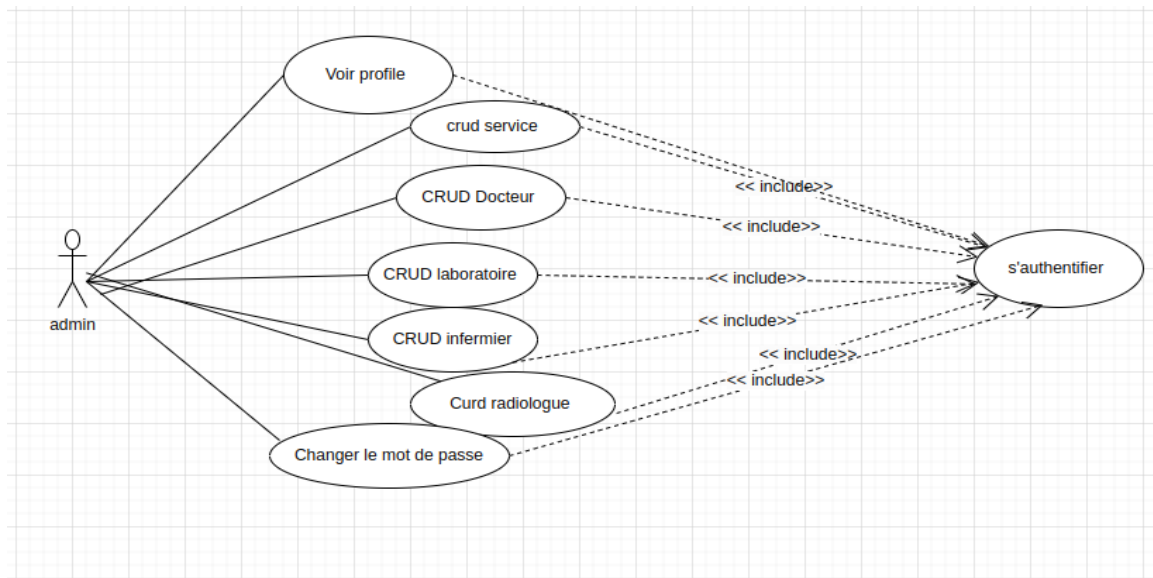 Voir profile
crud service
<< include>>
CRUD Docteur
<< include>>
s'authentifier
CRUD laboratoire
<< include>>
admin
CRUD infermier
<< include>>
<< include>>
<< include>>
Curd radiologue
Changer le mot de passe